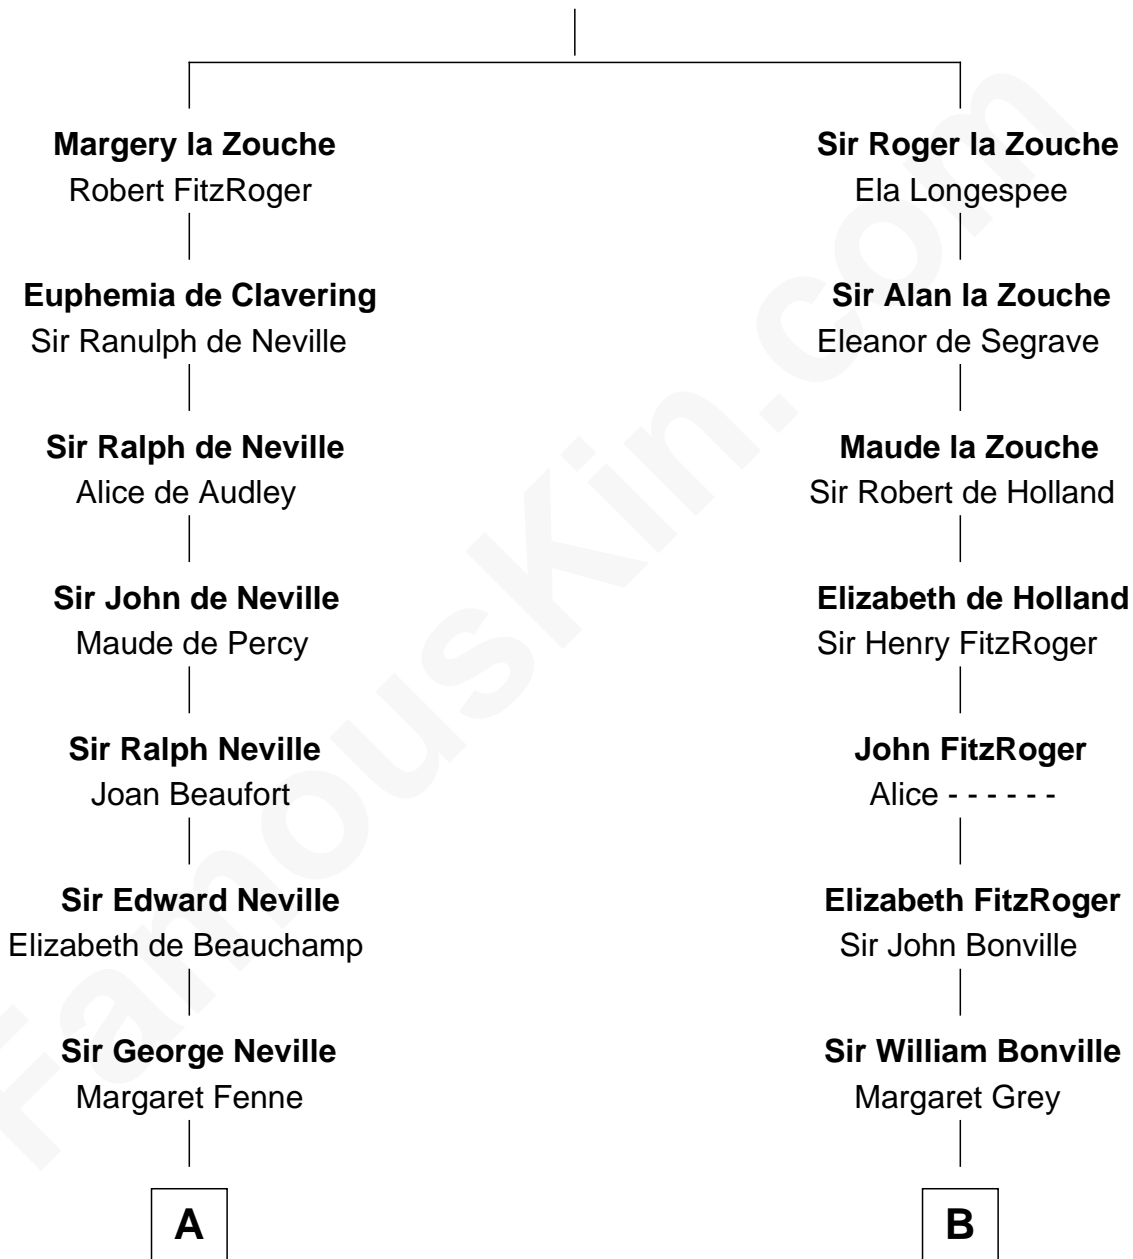 Margery la Zouche
Robert FitzRoger
Euphemia de Clavering
Sir Ranulph de Neville
Sir Ralph de Neville
Alice de Audley
Sir John de Neville
Maude de Percy
Sir Ralph Neville
Joan Beaufort
Sir Edward Neville
Elizabeth de Beauchamp
Sir George Neville
Margaret Fenne
A
Sir Roger la Zouche
Ela Longespee
Sir Alan la Zouche
Eleanor de Segrave
Maude la Zouche
Sir Robert de Holland
Elizabeth de Holland
Sir Henry FitzRoger
John FitzRoger
Alice - - - - - -
Elizabeth FitzRoger
Sir John Bonville
Sir William Bonville
Margaret Grey
B
FamousKin.com